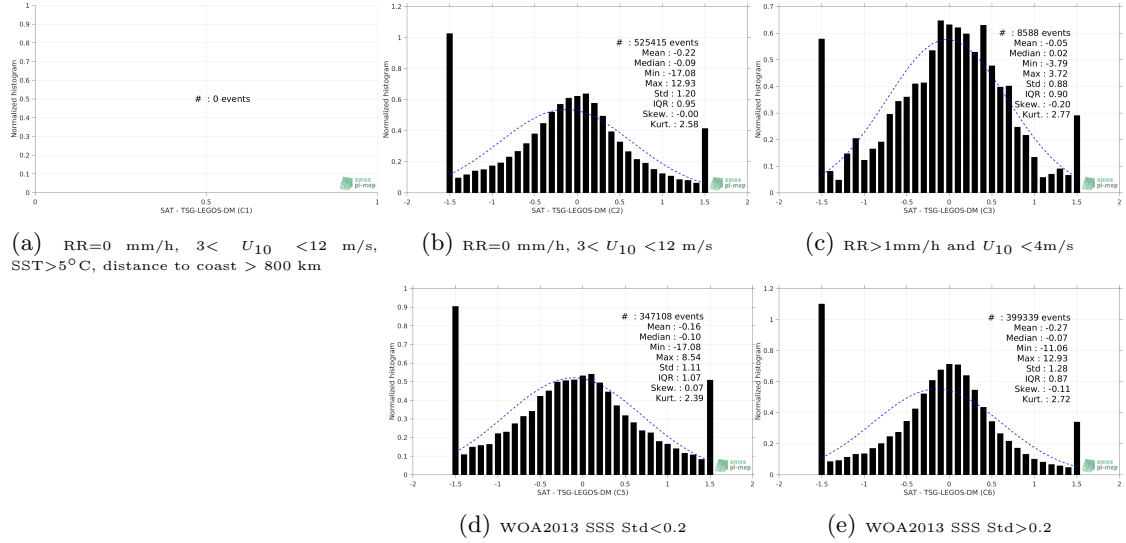 1
0.9
0.8
0.7
0.6
0.5
0.4
0.3
0.2
0.1
0
0 0.5 1
Normalized histogram
# : 0 events
SAT - TSG-LEGOS-DM (C1)
smos
pi-mep
(a) RR=0 mm/h, 3< U10 <12 m/s,
SST>5°C, distance to coast > 800 km
1.2
1
0.8
0.6
0.4
0.2
0
-2 -1.5 -1 -0.5 0 0.5 1 1.5 2
Normalized histogram
# : 525415 events
Mean : -0.22
Median : -0.09
Min : -17.08
Max : 12.93
Std : 1.20
IQR : 0.95
Skew. : -0.00
Kurt. : 2.58
SAT - TSG-LEGOS-DM (C2)
smos
pi-mep
(b) RR=0 mm/h, 3< U10 <12 m/s
0.7
0.6
0.5
0.4
0.3
0.2
0.1
0
-2 -1.5 -1 -0.5 0 0.5 1 1.5 2
Normalized histogram
# : 8588 events
Mean : -0.05
Median : 0.02
Min : -3.79
Max : 3.72
Std : 0.88
IQR : 0.90
Skew. : -0.20
Kurt. : 2.77
SAT - TSG-LEGOS-DM (C3)
smos
pi-mep
(c) RR>1mm/h and U10 <4m/s
1
0.9
0.8
0.7
0.6
0.5
0.4
0.3
0.2
0.1
0
-2 -1.5 -1 -0.5 0 0.5 1 1.5 2
Normalized histogram
# : 347108 events
Mean : -0.16
Median : -0.10
Min : -17.08
Max : 8.54
Std : 1.11
IQR : 1.07
Skew. : 0.07
Kurt. : 2.39
SAT - TSG-LEGOS-DM (C5)
smos
pi-mep
(d) WOA2013 SSS Std<0.2
1.2
1
0.8
0.6
0.4
0.2
0
-2 -1.5 -1 -0.5 0 0.5 1 1.5 2
Normalized histogram
# : 399339 events
Mean : -0.27
Median : -0.07
Min : -11.06
Max : 12.93
Std : 1.28
IQR : 0.87
Skew. : -0.11
Kurt. : 2.72
SAT - TSG-LEGOS-DM (C6)
smos
pi-mep
(e) WOA2013 SSS Std>0.2